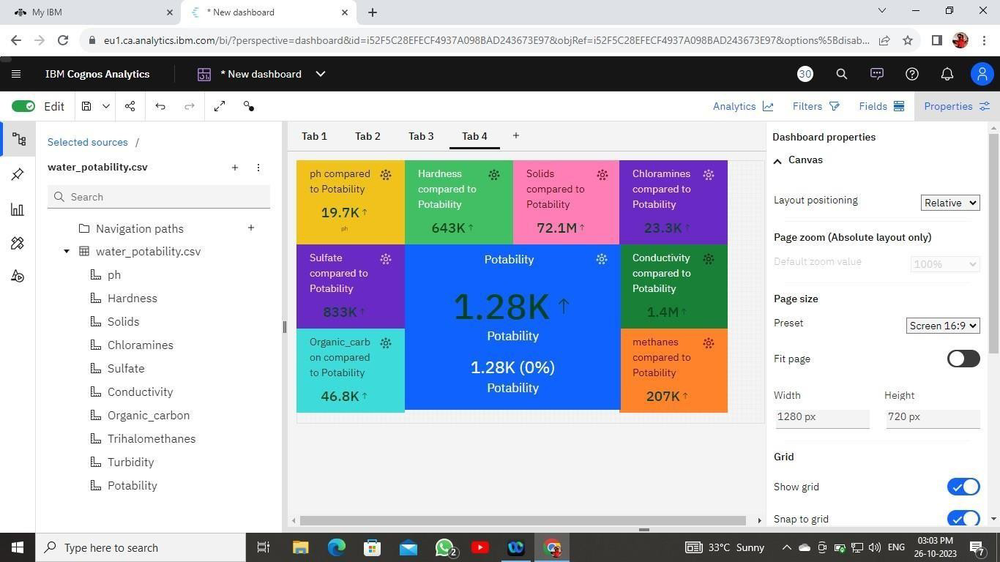 My IBM
* New dashboard
eu1.ca.analytics.ibm.com/bi/?perspective=dashboard&id=i52F5C28EFECF4937A098BAD243673E97&objRef=i52F5C28EFECF4937A098BAD243673E97&options%5Bdisab...
IBM Cognos Analytics
* New dashboard
30
Edit
Analytics
Filters
Fields
Properties
Selected sources /
water_potability.csv
Search
Navigation paths
water_potability.csv
ph
Hardness
Solids
Chloramines
Sulfate
Conductivity
Organic_carbon
Trihalomethanes
Turbidity
Potability
Tab 1
Tab 2
Tab 3
Tab 4
ph compared
to Potability
19.7K
ph
Hardness
compared to
Potability
643K
Solids
compared to
Potability
72.1M
Chloramines
compared to
Potability
23.3K
Sulfate
compared to
Potability
833K
Potability
1.28K
Potability
1.28K (0%)
Potability
Conductivity
compared to
Potability
1.4M
Organic_carb
on compared
to Potability
46.8K
methanes
compared to
Potability
207K
Dashboard properties
Canvas
Layout positioning
Relative
Page zoom (Absolute layout only)
Default zoom value
100%
Page size
Preset
Screen 16:9
Fit page
Width
Height
1280 px
720 px
Grid
Show grid
Snap to grid
Type here to search
2
33°C Sunny
ENG
03:03 PM
26-10-2023
7